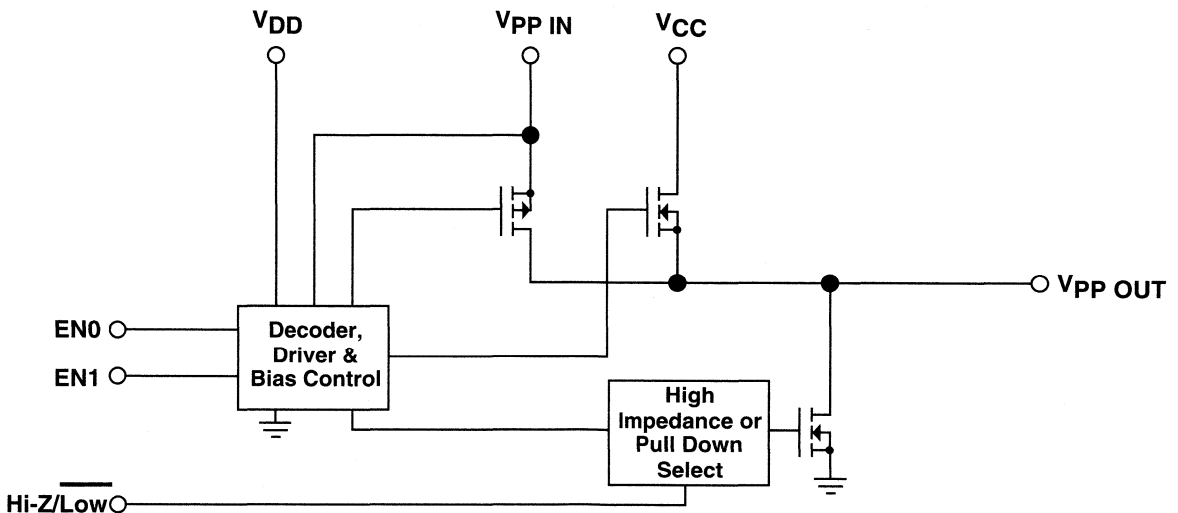 VDD
VPP IN
VCC
VPP OUT
EN0
EN1
Decoder,
Driver &
Bias Control
High
Impedance or
Pull Down
Select
Hi-Z/L̅o̅w̅